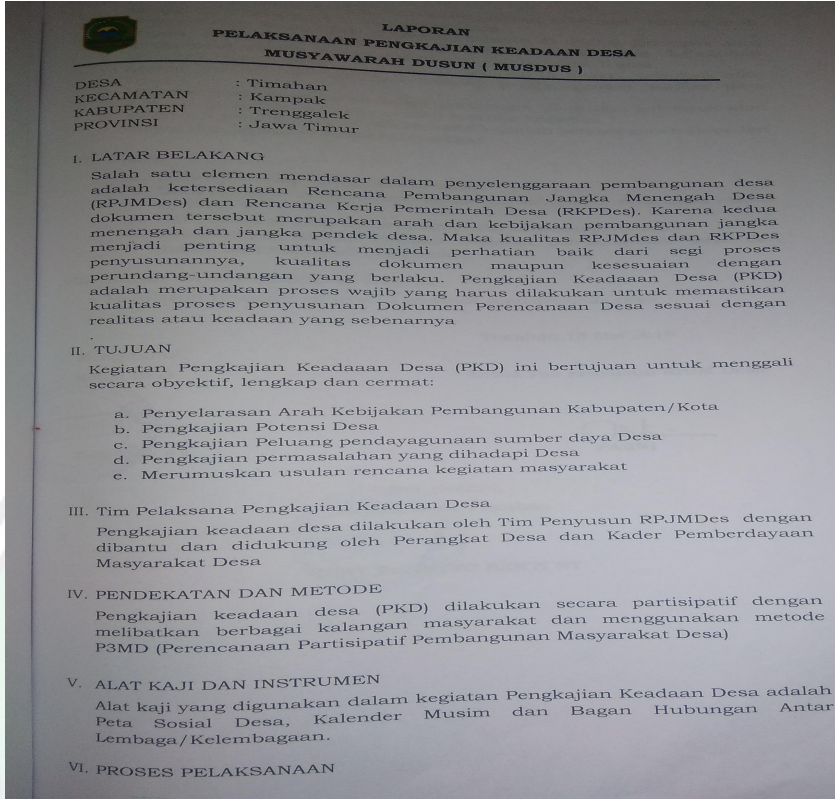 LAPORAN
PELAKSANAAN PENGKAJIAN KEADAAN DESA
MUSYAWARAH DUSUN ( MUSDUS )
DESA : Timahan
KECAMATAN : Kampak
KABUPATEN : Trenggalek
PROVINSI : Jawa Timur
I. LATAR BELAKANG
Salah satu elemen mendasar dalam penyelenggaraan pembangunan desa
adalah ketersediaan Rencana Pembangunan Jangka Menengah Desa
(RPJMDes) dan Rencana Kerja Pemerintah Desa (RKPDes). Karena kedua
dokumen tersebut merupakan arah dan kebijakan pembangunan jangka
menengah dan jangka pendek desa. Maka kualitas RPJMdes dan RKPDes
menjadi penting untuk menjadi perhatian baik dari segi proses
penyusunannya, kualitas dokumen maupun kesesuaian dengan
perundang-undangan yang berlaku. Pengkajian Keadaaan Desa (PKD)
adalah merupakan proses wajib yang harus dilakukan untuk memastikan
kualitas proses penyusunan Dokumen Perencanaan Desa sesuai dengan
realitas atau keadaan yang sebenarnya
.
II. TUJUAN
Kegiatan Pengkajian Keadaaan Desa (PKD) ini bertujuan untuk menggali
secara obyektif, lengkap dan cermat:
a. Penyelarasan Arah Kebijakan Pembangunan Kabupaten/Kota
b. Pengkajian Potensi Desa
c. Pengkajian Peluang pendayagunaan sumber daya Desa
d. Pengkajian permasalahan yang dihadapi Desa
e. Merumuskan usulan rencana kegiatan masyarakat
III. Tim Pelaksana Pengkajian Keadaan Desa
Pengkajian keadaan desa dilakukan oleh Tim Penyusun RPJMDes dengan
dibantu dan didukung oleh Perangkat Desa dan Kader Pemberdayaan
Masyarakat Desa
IV. PENDEKATAN DAN METODE
Pengkajian keadaan desa (PKD) dilakukan secara partisipatif dengan
melibatkan berbagai kalangan masyarakat dan menggunakan metode
P3MD (Perencanaan Partisipatif Pembangunan Masyarakat Desa)
V. ALAT KAJI DAN INSTRUMEN
Alat kaji yang digunakan dalam kegiatan Pengkajian Keadaan Desa adalah
Peta Sosial Desa, Kalender Musim dan Bagan Hubungan Antar
Lembaga/Kelembagaan.
VI. PROSES PELAKSANAAN